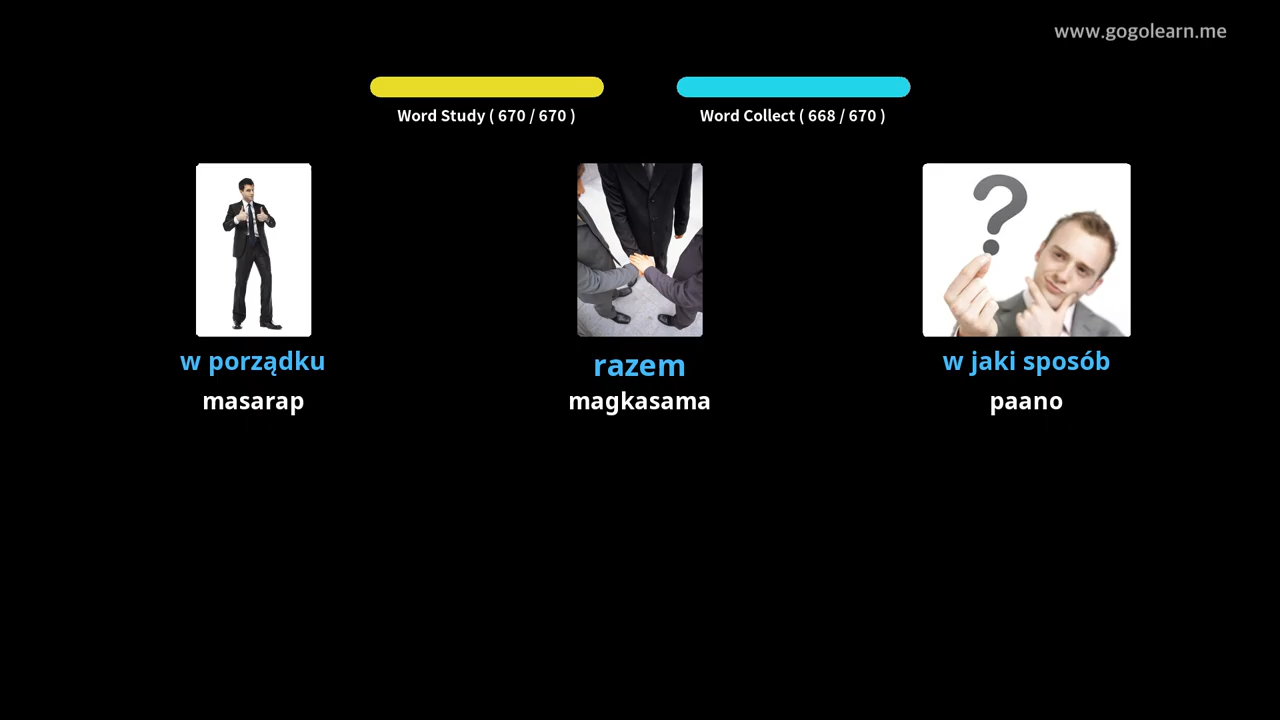 www.gogolearn.me
Word Study ( 670 / 670 )
Word Collect ( 668 / 670 )
w porządku
masarap
razem
magkasama
w jaki sposób
paano